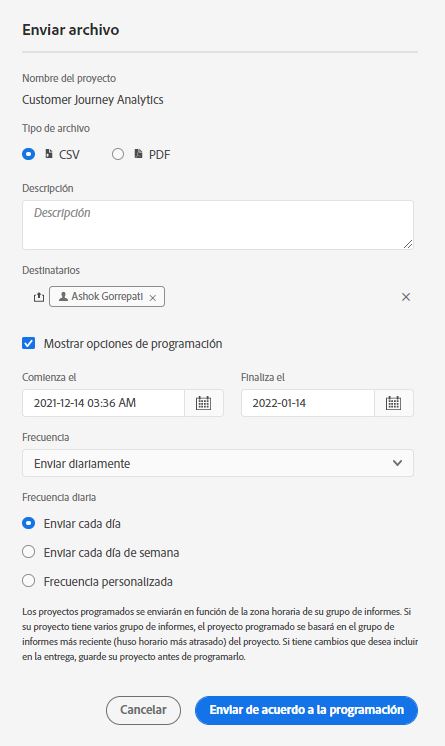 Enviar archivo
Nombre del proyecto
Customer Journey Analytics
Tipo de archivo
CSV PDF
Descripción
Descripción
Destinatarios
Ashok Gorrepati ×
Mostrar opciones de programación
Comienza el Finaliza el
2021-12-14 03:36 AM 2022-01-14
Frecuencia
Enviar diariamente
Frecuencia diaria
Enviar cada día
Enviar cada día de semana
Frecuencia personalizada
Los proyectos programados se enviarán en función de la zona horaria de su grupo de informes. Si
su proyecto tiene varios grupo de informes, el proyecto programado se basará en el grupo de
informes más reciente (huso horario más atrasado) del proyecto. Si tiene cambios que desea incluir
en la entrega, guarde su proyecto antes de programarlo.
Cancelar Enviar de acuerdo a la programación